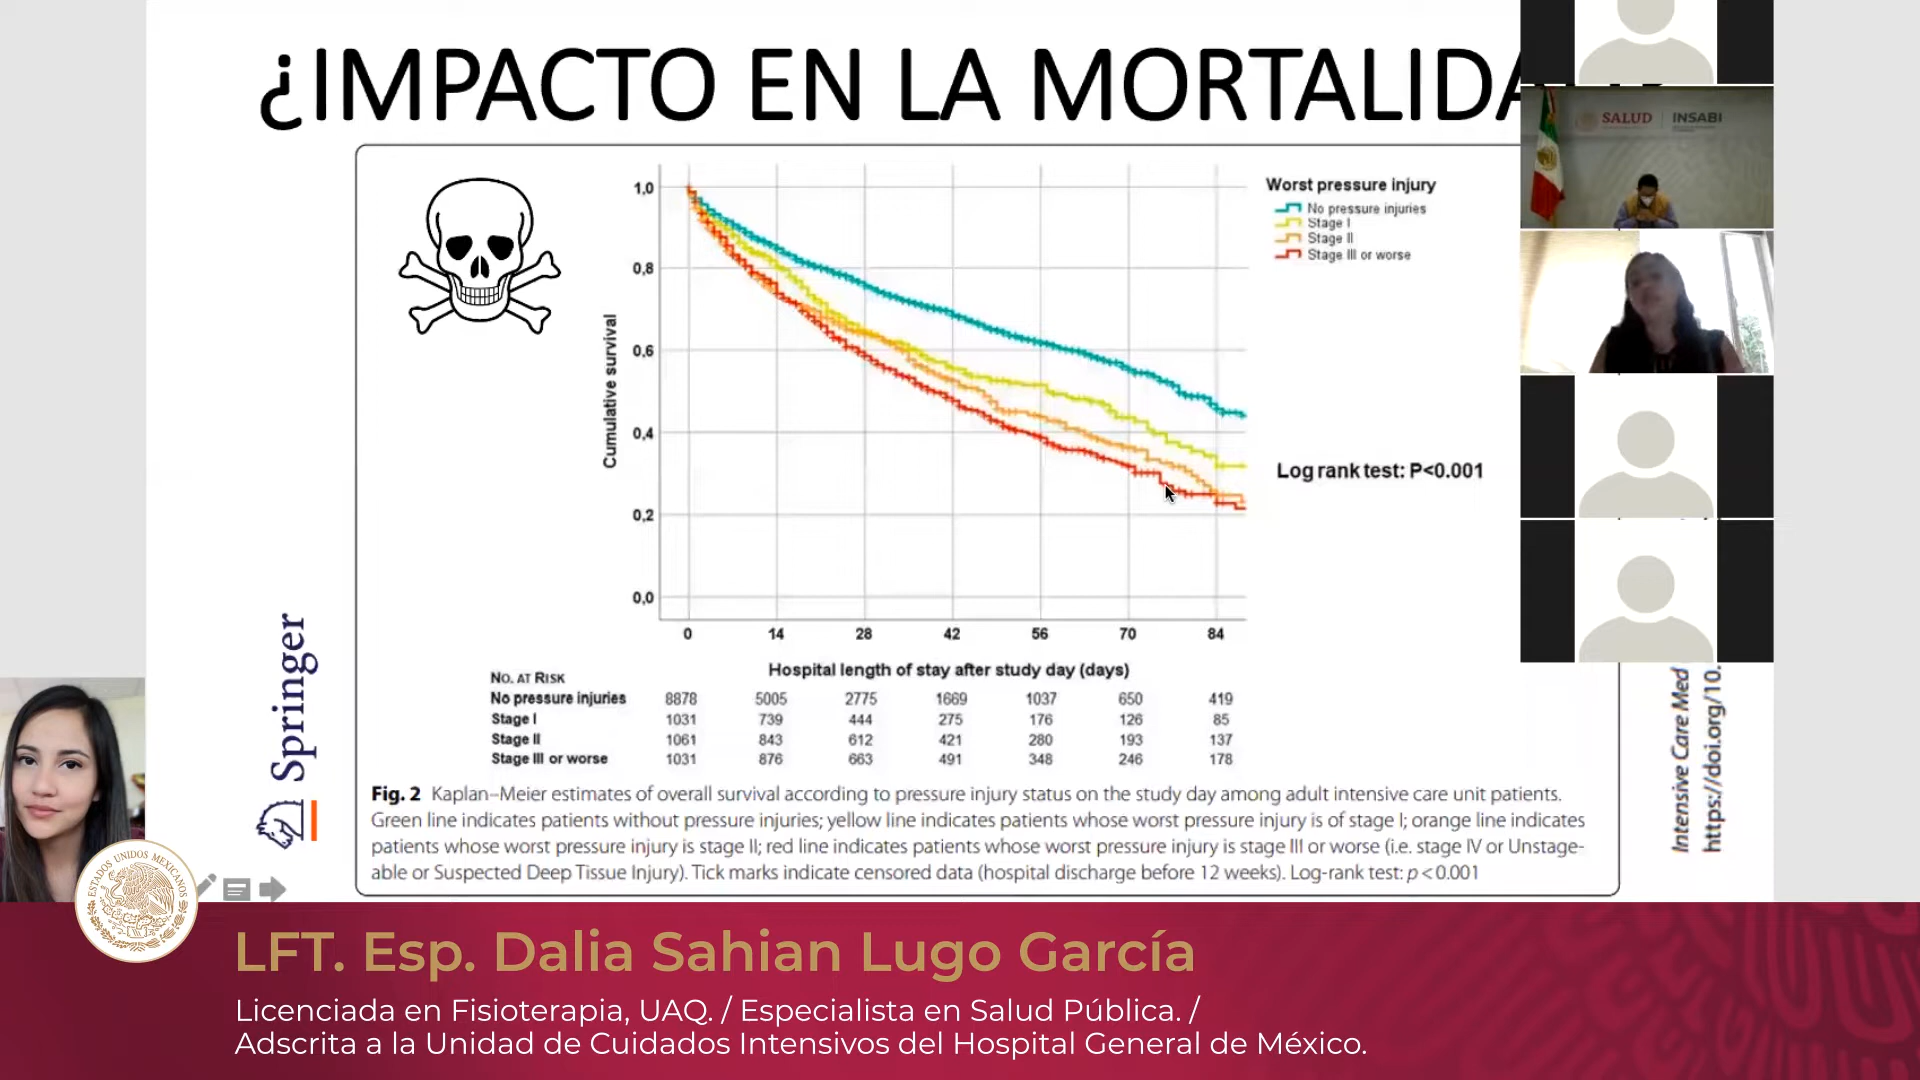 ¿IMPACTO EN LA
SALUD | INSABI
Worst pressure injury
No pressure injuries
Stage I
Stage II
Stage III or worse
1,0
0,8
0,6
0,4
0,2
0,0
Cumulative survival
Log rank test: P<0.001
0 14 28 42 56 70 84
Hospital length of stay after study day (days)
NO. AT RISK
No pressure injuries 8878 5005 2775 1669 1037 650 419
Stage I 1031 739 444 275 176 126 85
Stage II 1061 843 612 421 280 193 137
Stage III or worse 1031 876 663 491 348 246 178
Fig. 2 Kaplan–Meier estimates of overall survival according to pressure injury status on the study day among adult intensive care unit patients.
Green line indicates patients without pressure injuries; yellow line indicates patients whose worst pressure injury is of stage I; orange line indicates
patients whose worst pressure injury is stage II; red line indicates patients whose worst pressure injury is stage III or worse (i.e. stage IV or Unstage-
able or Suspected Deep Tissue Injury). Tick marks indicate censored data (hospital discharge before 12 weeks). Log-rank test: p < 0.001
Springer
Intensive Care Med
https://doi.org/10.
ESTADOS UNIDOS MEXICANOS
LFT. Esp. Dalia Sahian Lugo García
Licenciada en Fisioterapia, UAQ. / Especialista en Salud Pública. /
Adscrita a la Unidad de Cuidados Intensivos del Hospital General de México.